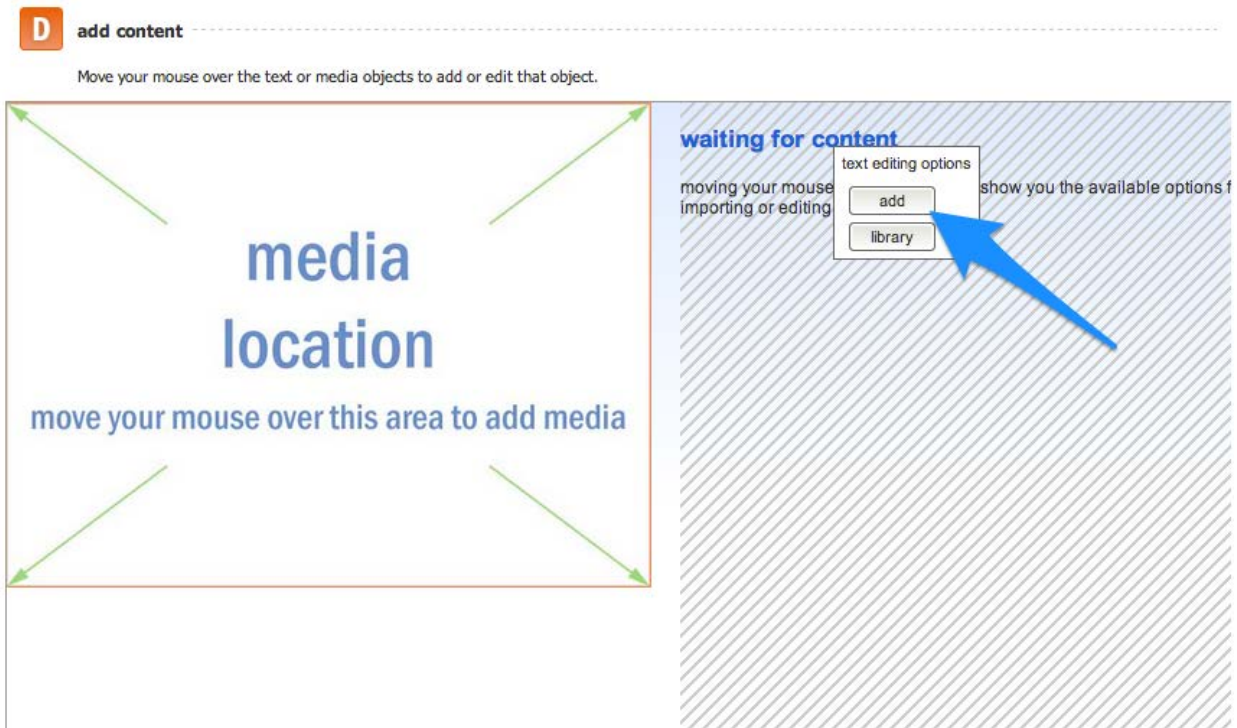 D add content
Move your mouse over the text or media objects to add or edit that object.
media
location
move your mouse over this area to add media
waiting for content
moving your mouse show you the available options f
importing or editing
text editing options
add
library